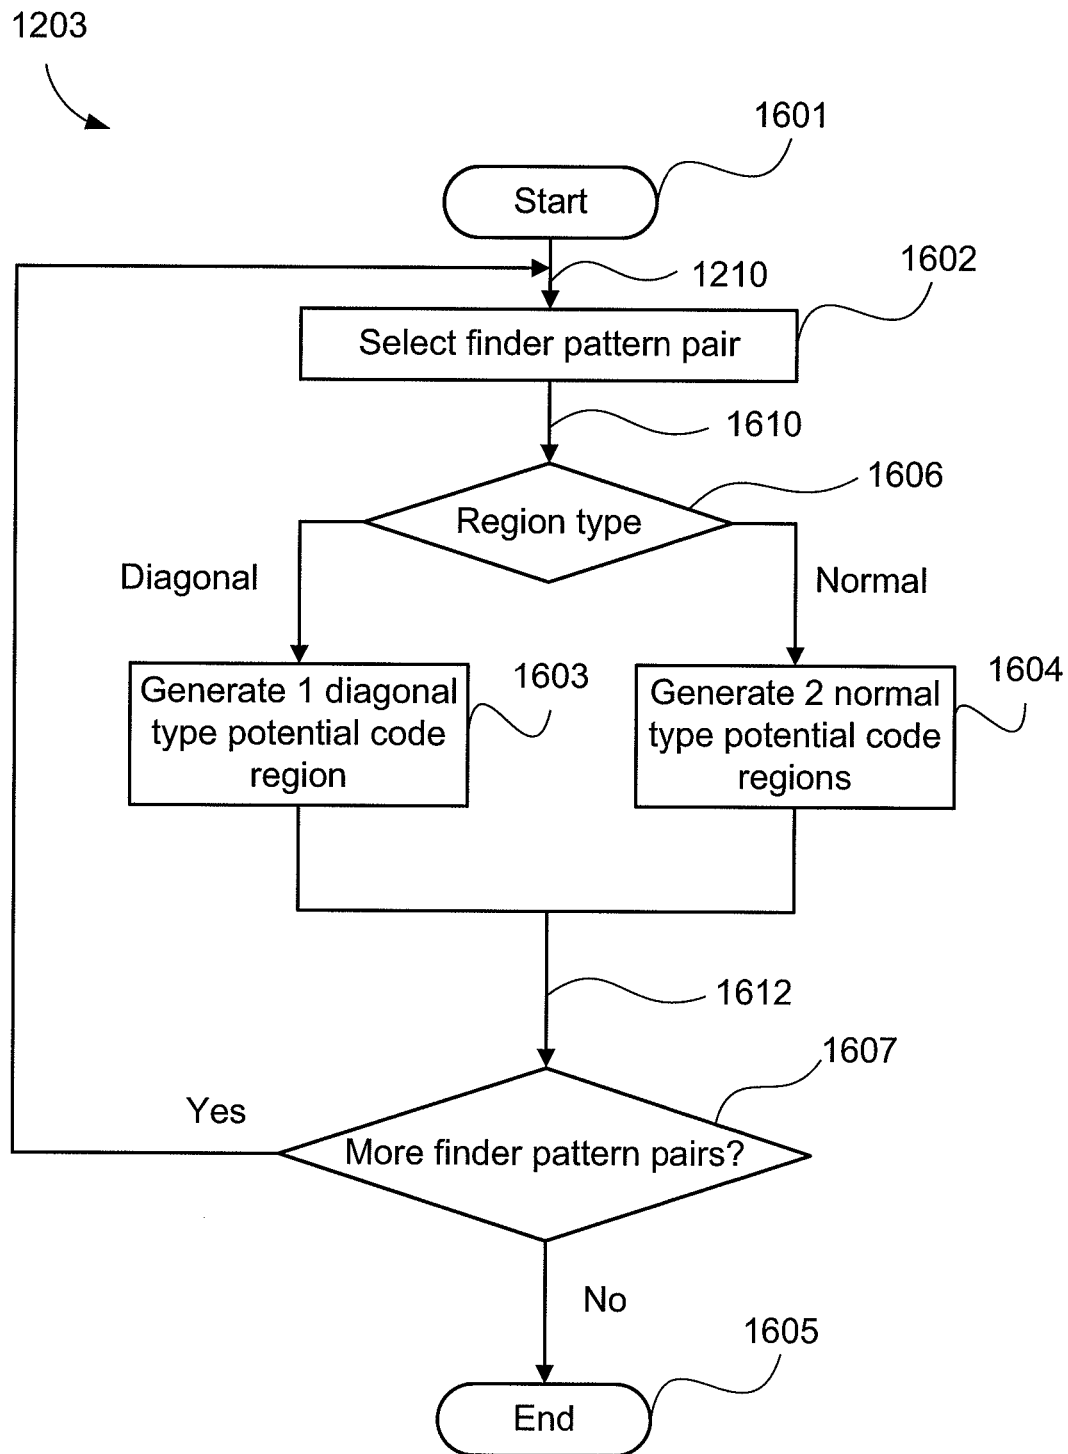 1203
1601
Start
1210
1602
Select finder pattern pair
1610
1606
Region type
Diagonal
Normal
Generate 1 diagonal
type potential code
region
1603
Generate 2 normal
type potential code
regions
1604
1612
1607
Yes
More finder pattern pairs?
No
1605
End